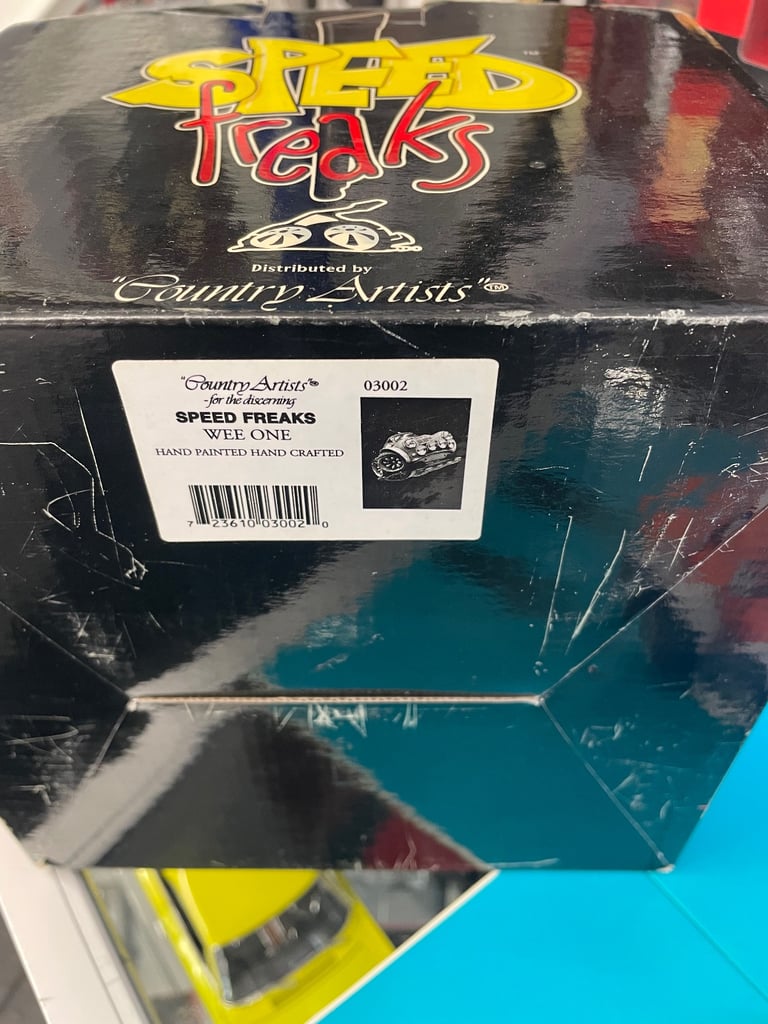 SPEED TM
freaks
Distributed by
"Country Artists"™
"Country Artists"®
-for the discerning
SPEED FREAKS
WEE ONE
HAND PAINTED HAND CRAFTED
03002
7 23610 03002 0